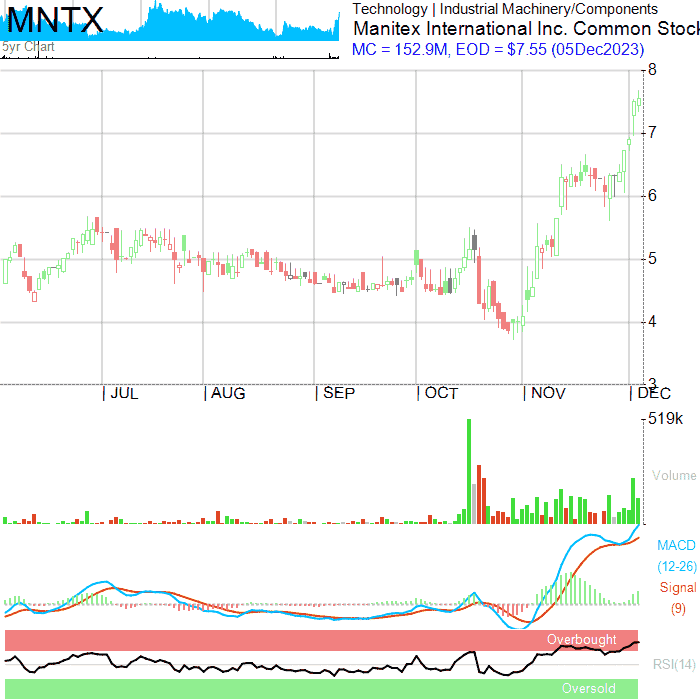 MNTX
5yr Chart
Technology | Industrial Machinery/Components
Manitex International Inc. Common Stock
MC = 152.9M, EOD = $7.55 (05Dec2023)
8
7
6
5
4
3
| JUL | AUG | SEP | OCT | NOV | DEC
519k
Volume
MACD
(12-26)
Signal
(9)
Overbought
RSI(14)
Oversold